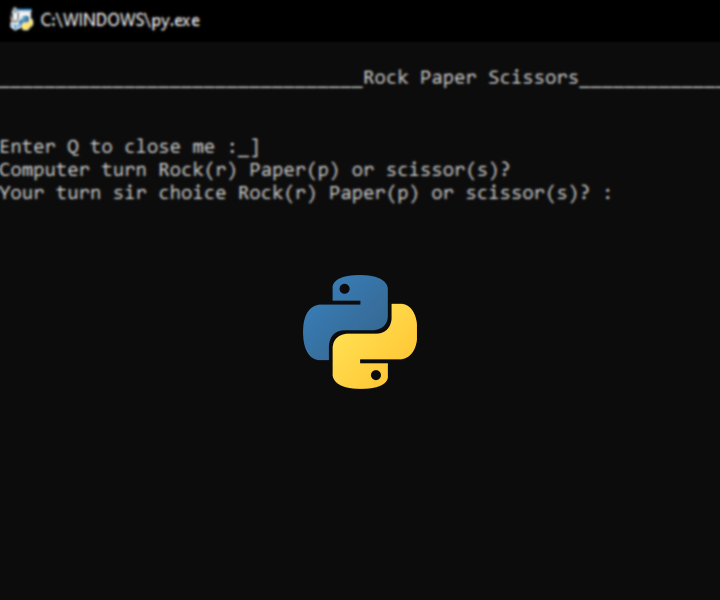 C:\WINDOWS\py.exe
_______________________________Rock Paper Scissors____________
Enter Q to close me :_]
Computer turn Rock(r) Paper(p) or scissor(s)?
Your turn sir choice Rock(r) Paper(p) or scissor(s)? :